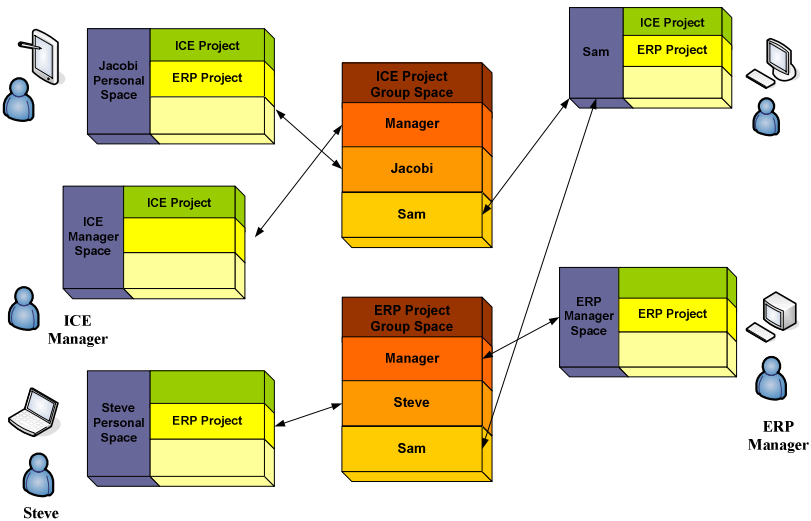 Jacobi
Personal
Space
ICE Project
ERP Project
ICE Project
Group Space
Manager
Jacobi
Sam
Sam
ICE Project
ERP Project
ICE
Manager
Space
ICE Project
ICE
Manager
ERP Project
Group Space
Manager
Steve
Sam
ERP
Manager
Space
ERP Project
ERP
Manager
Steve
Personal
Space
ERP Project
Steve